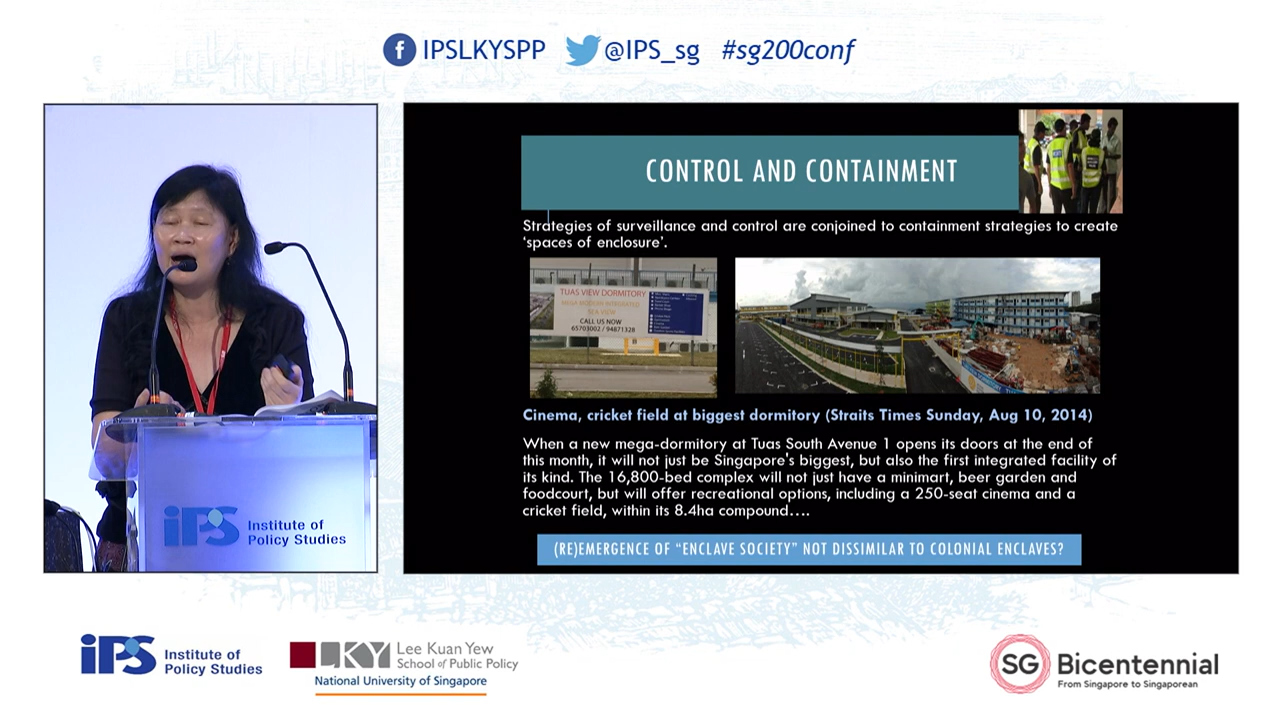 f IPSLKYSPP @IPS_sg #sg200conf
CONTROL AND CONTAINMENT
Strategies of surveillance and control are conjoined to containment strategies to create
‘spaces of enclosure’.
TUAS VIEW DORMITORY
MEGA MODERN INTEGRATED
SEA VIEW
CALL US NOW
65703002 / 94871328
Cinema, cricket field at biggest dormitory (Straits Times Sunday, Aug 10, 2014)
When a new mega-dormitory at Tuas South Avenue 1 opens its doors at the end of
this month, it will not just be Singapore's biggest, but also the first integrated facility of
its kind. The 16,800-bed complex will not just have a minimart, beer garden and
foodcourt, but will offer recreational options, including a 250-seat cinema and a
cricket field, within its 8.4ha compound....
(RE)EMERGENCE OF “ENCLAVE SOCIETY” NOT DISSIMILAR TO COLONIAL ENCLAVES?
iPS Institute of
Policy Studies
iPS Institute of
Policy Studies
LKY Lee Kuan Yew
School of Public Policy
National University of Singapore
SG Bicentennial
From Singapore to Singaporean